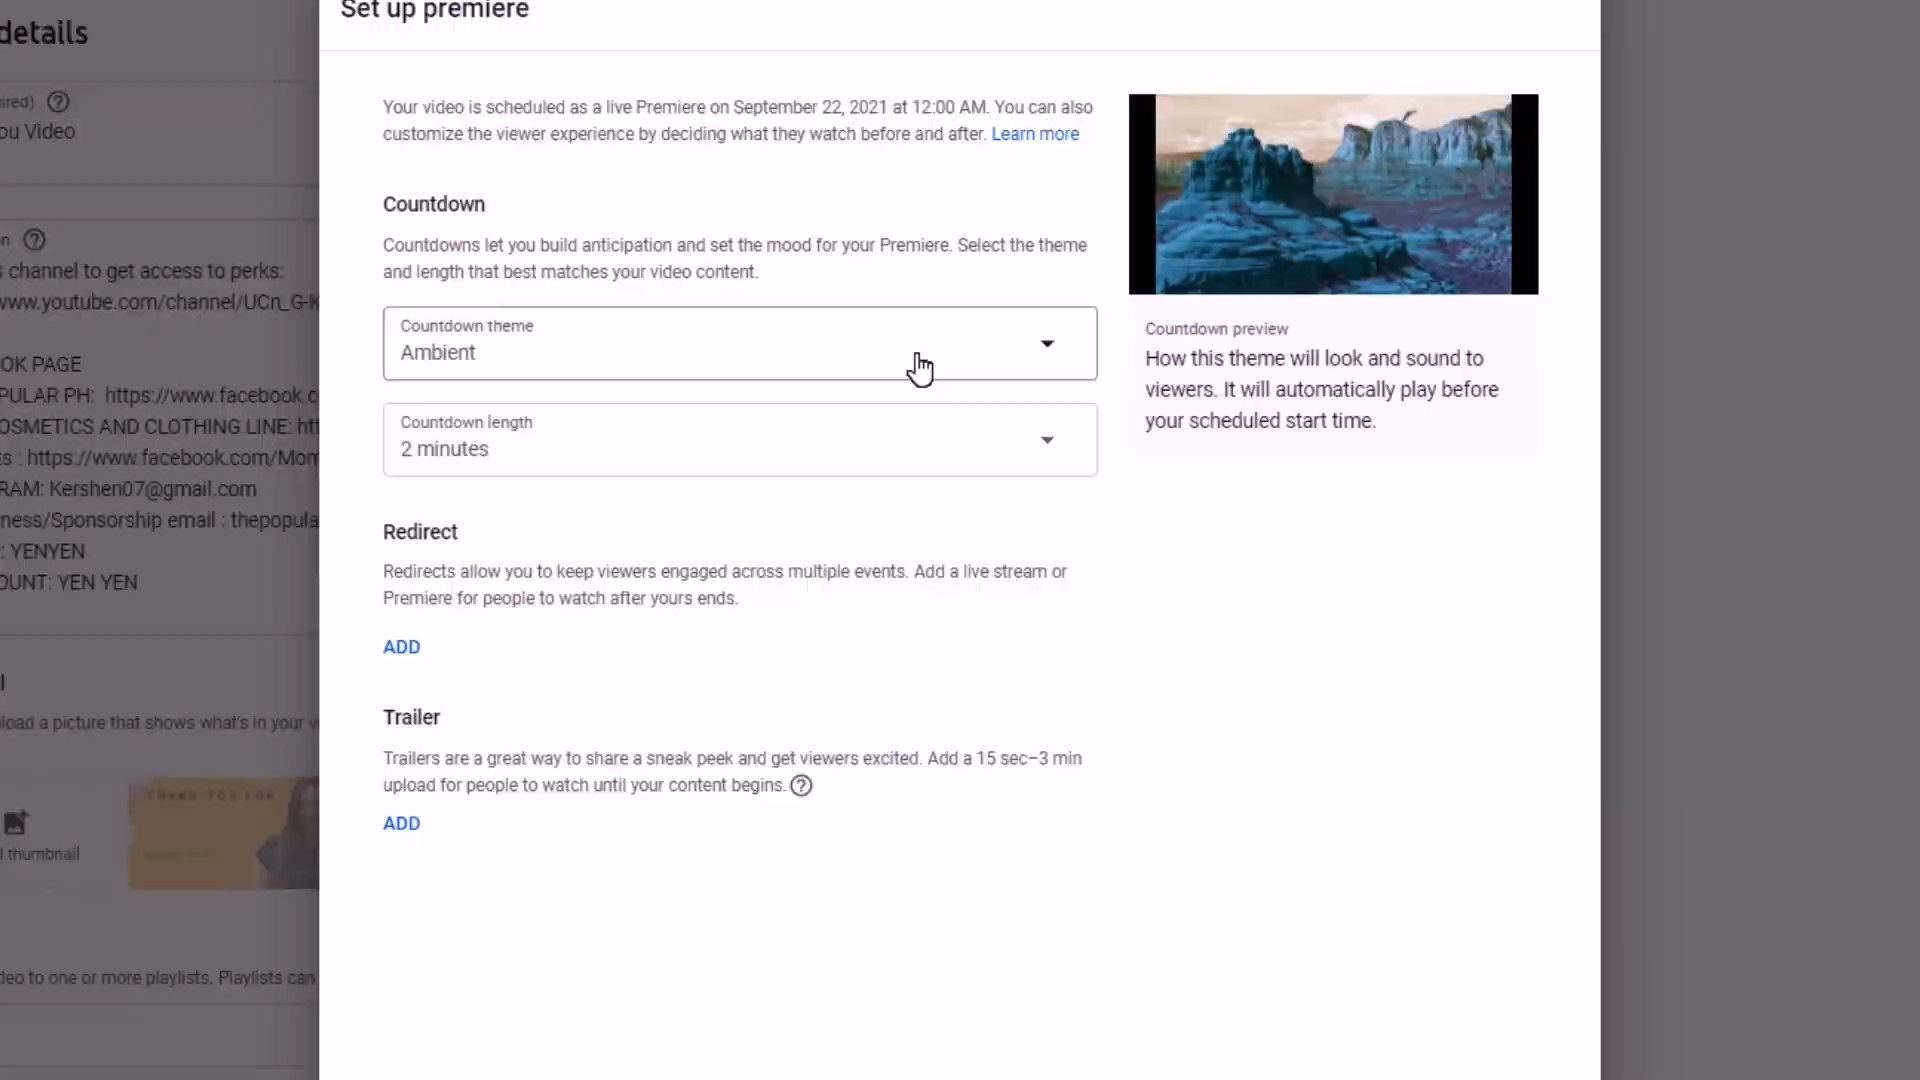 details
Set up premiere
ired)
ou Video
Your video is scheduled as a live Premiere on September 22, 2021 at 12:00 AM. You can also
customize the viewer experience by deciding what they watch before and after. Learn more
Countdown
Countdowns let you build anticipation and set the mood for your Premiere. Select the theme
and length that best matches your video content.
Countdown theme
Ambient
Countdown length
2 minutes
Countdown preview
How this theme will look and sound to
viewers. It will automatically play before
your scheduled start time.
Redirect
Redirects allow you to keep viewers engaged across multiple events. Add a live stream or
Premiere for people to watch after yours ends.
ADD
Trailer
Trailers are a great way to share a sneak peek and get viewers excited. Add a 15 sec–3 min
upload for people to watch until your content begins.
ADD
n
s channel to get access to perks:
www.youtube.com/channel/UCn_G-K
OK PAGE
PULAR PH: https://www.facebook.c
OSMETICS AND CLOTHING LINE: htt
s : https://www.facebook.com/Mom
RAM: Kershen07@gmail.com
ness/Sponsorship email : thepopula
: YENYEN
OUNT: YEN YEN
l
load a picture that shows what's in your v
THANK YOU FOR
l thumbnail
deo to one or more playlists. Playlists can